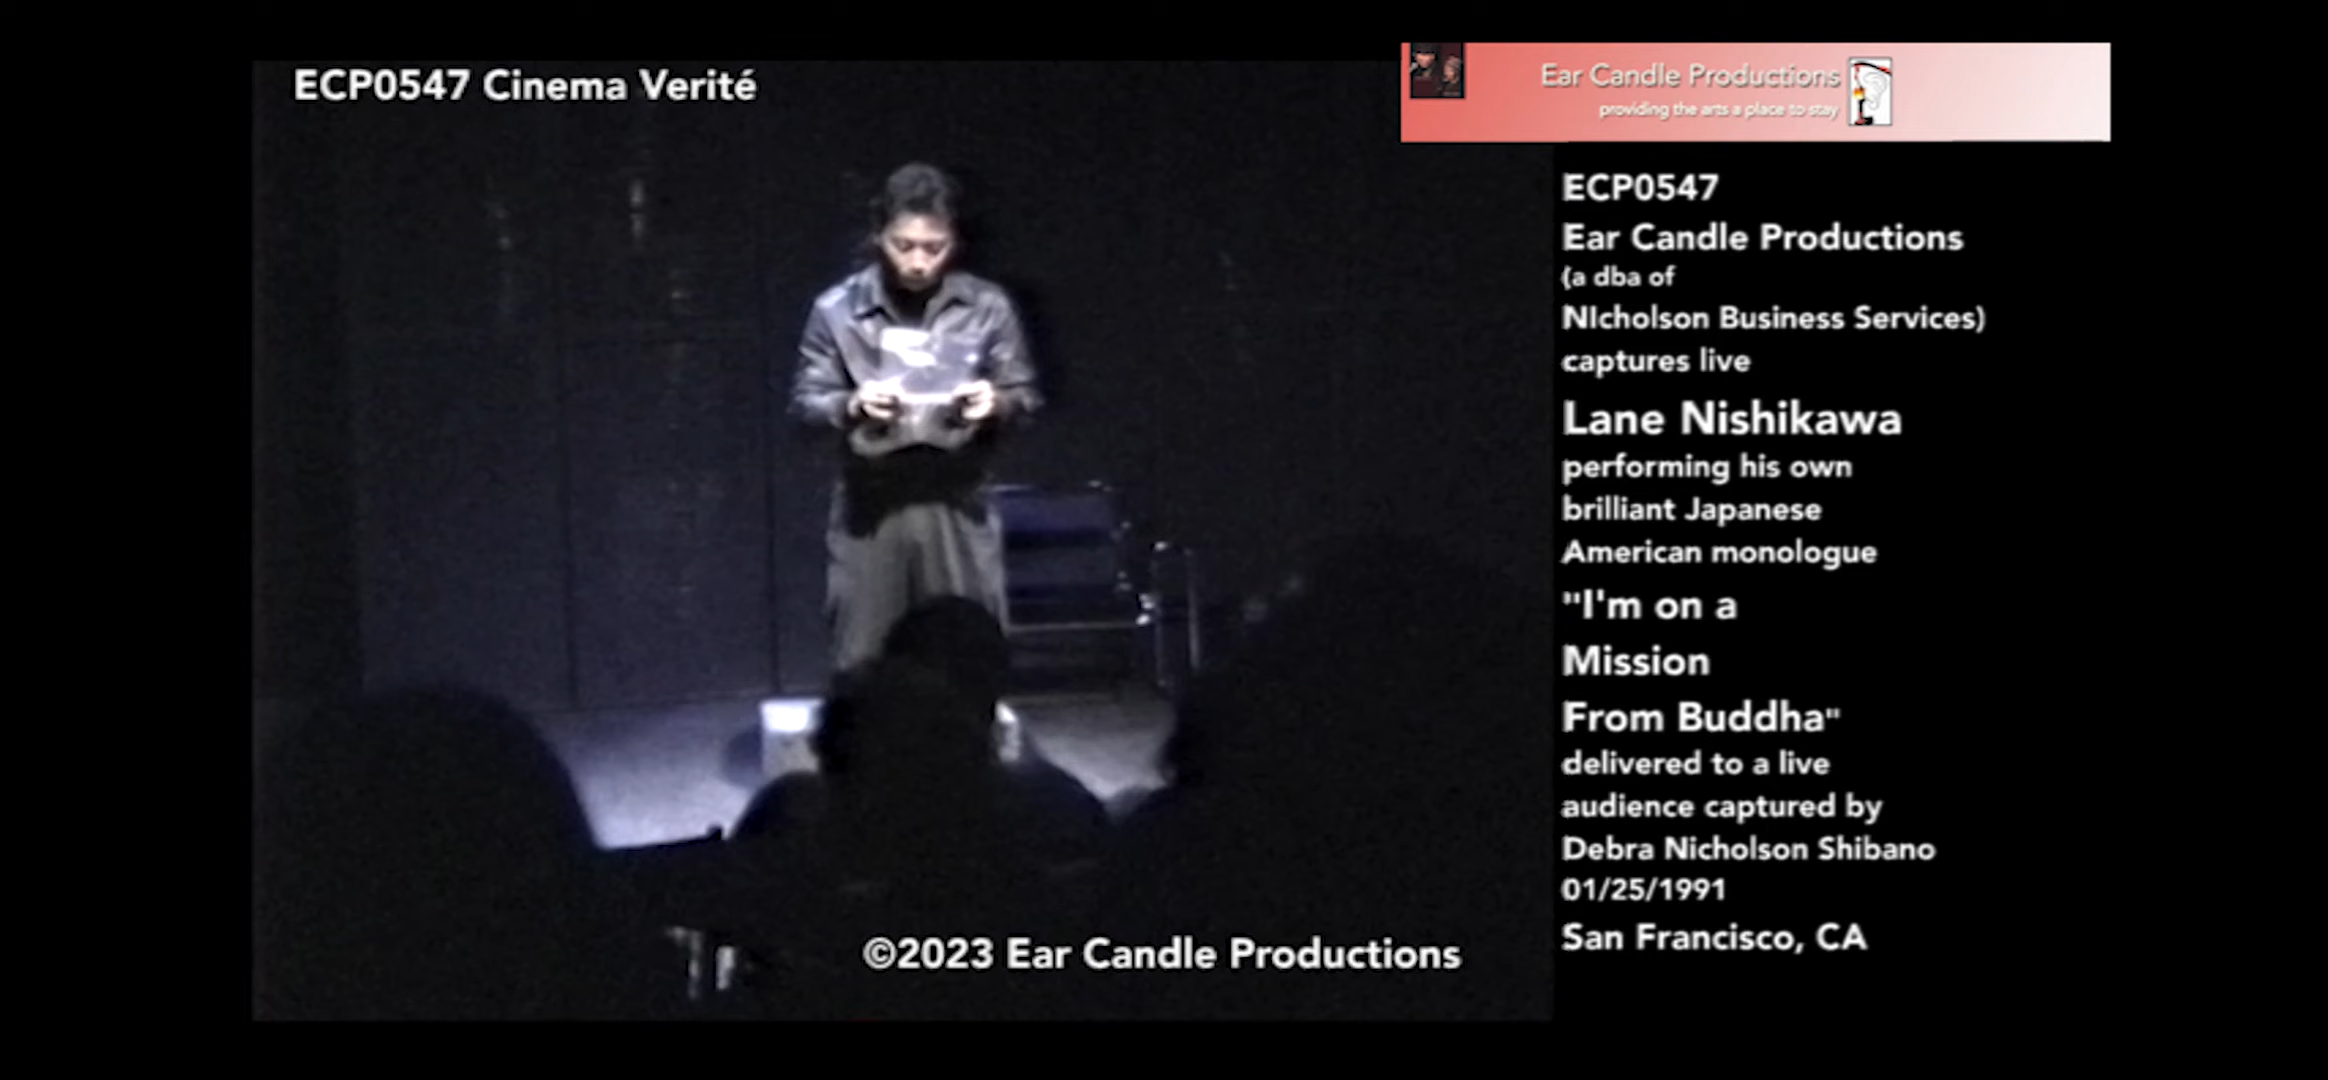 ECP0547 Cinema Verité
Ear Candle Productions
providing the arts a place to stay
ECP0547
Ear Candle Productions
(a dba of
NIcholson Business Services)
captures live
Lane Nishikawa
performing his own
brilliant Japanese
American monologue
"I'm on a
Mission
From Buddha"
delivered to a live
audience captured by
Debra Nicholson Shibano
01/25/1991
San Francisco, CA
©2023 Ear Candle Productions